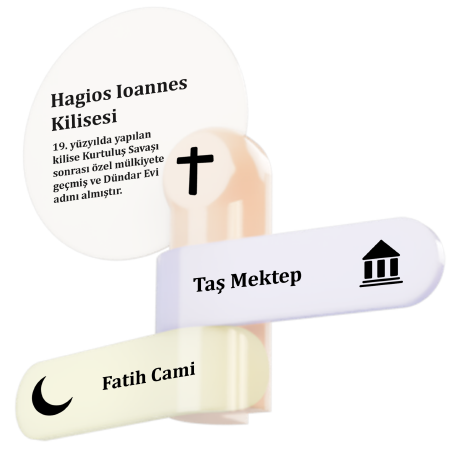 Hagios Ioannes
Kilisesi
19. yüzyılda yapılan
kilise Kurtuluş Savaşı
sonrası özel mülkiyete
geçmiş ve Dündar Evi
adını almıştır.
Taş Mektep
Fatih Cami